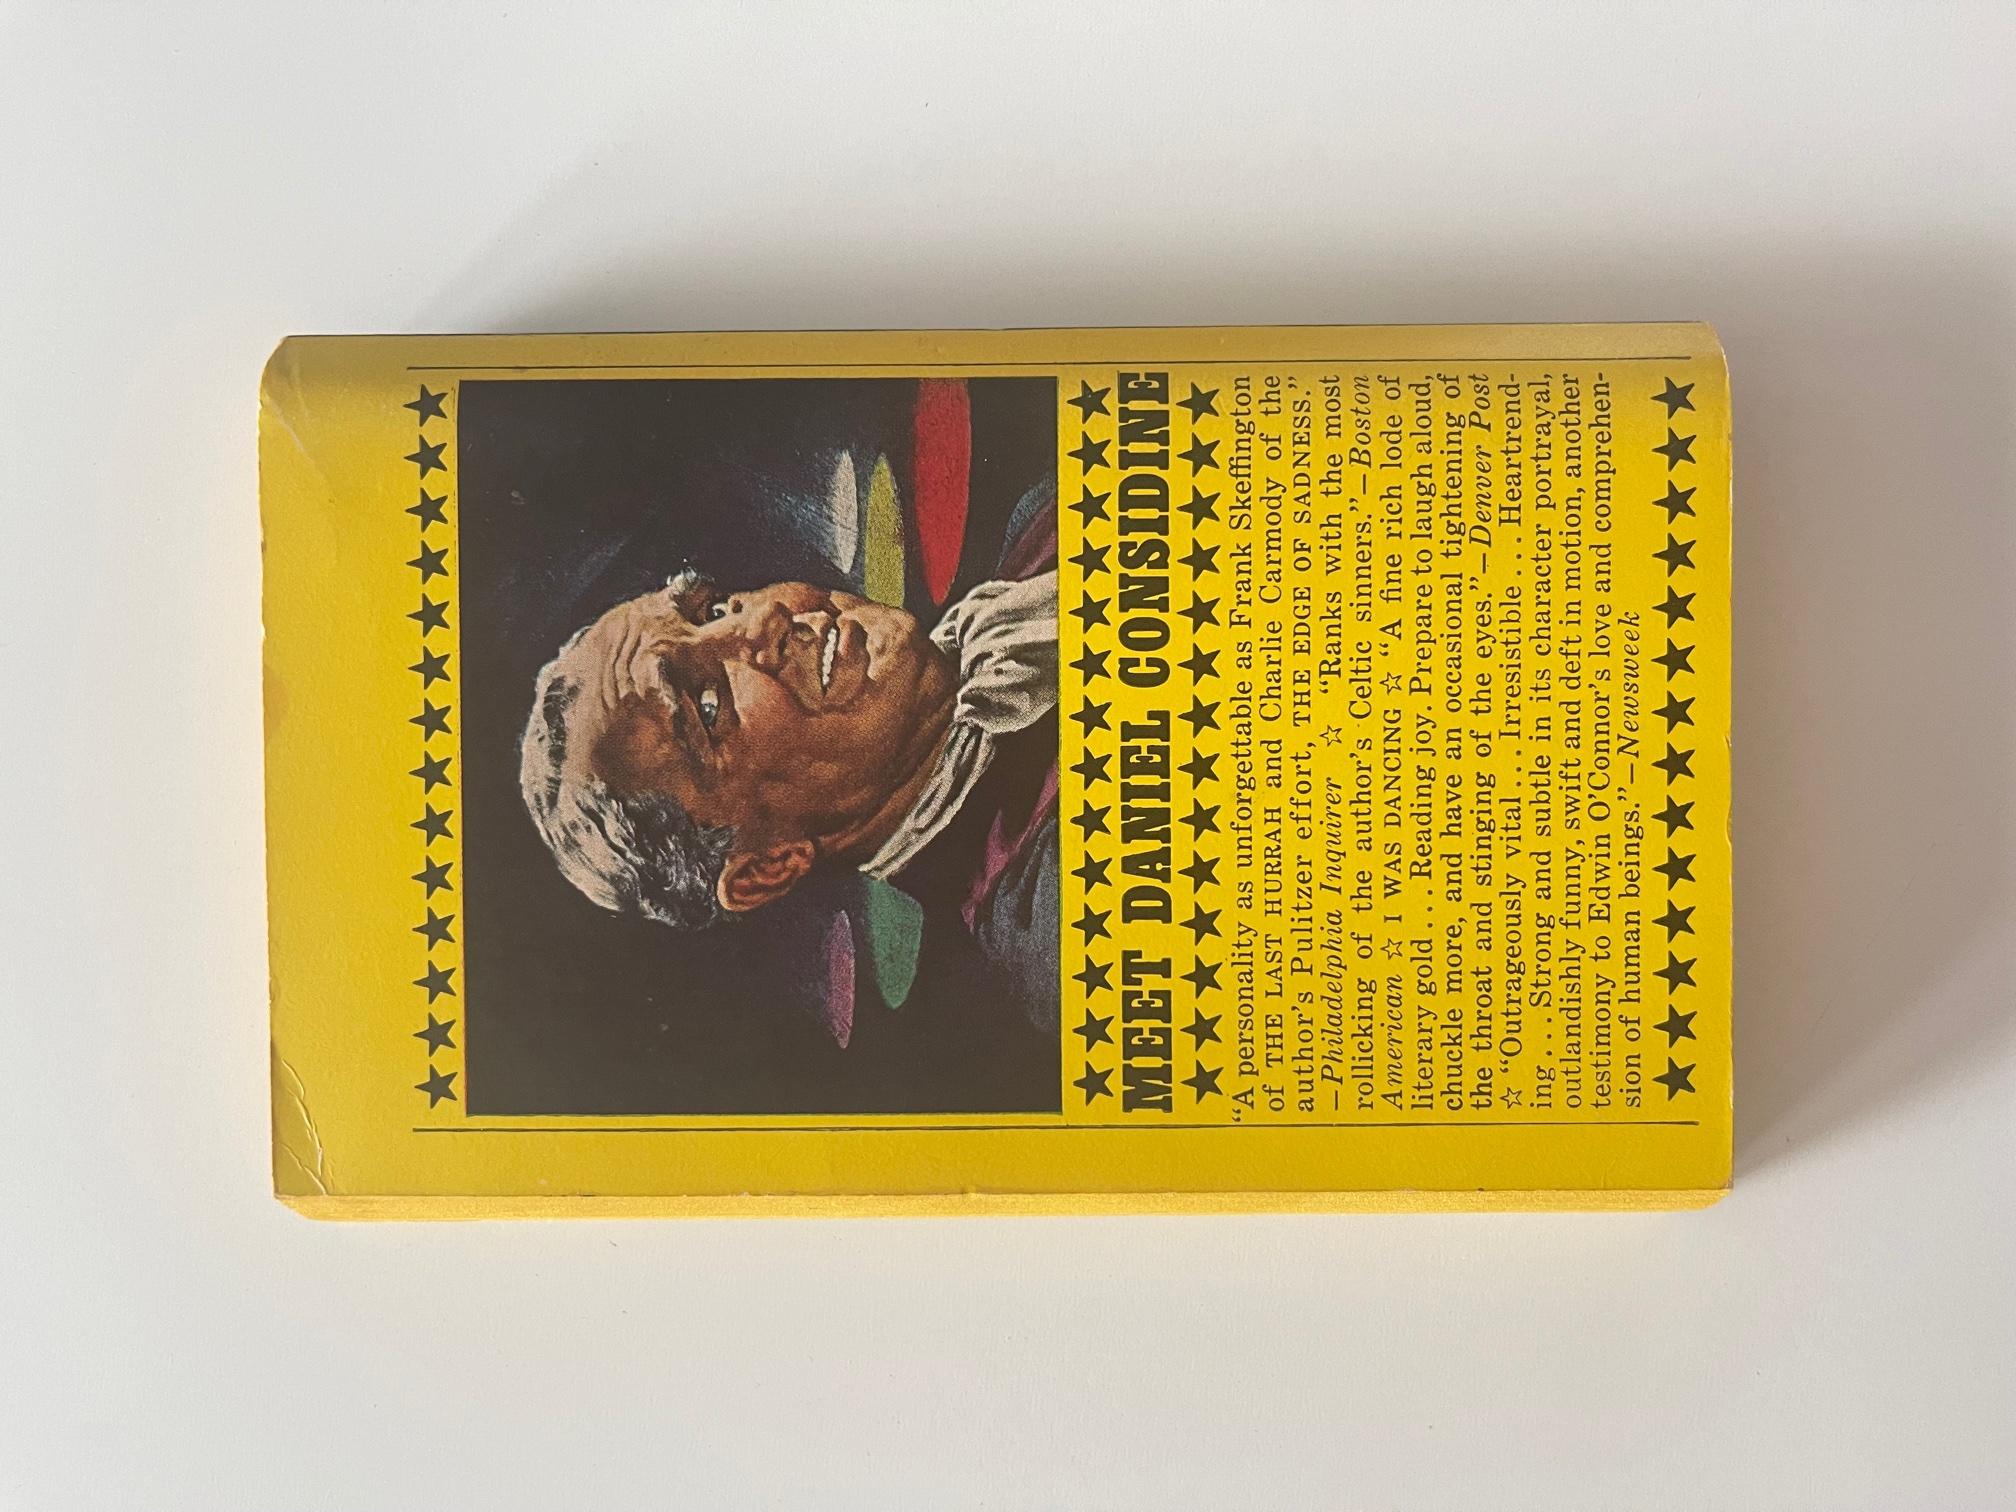 ★★★★★★★★★★★★★★
★★★★★★★★★★★★★★
MEET DANIEL CONSIDINE
★★★★★★★★★★★★★★
“A personality as unforgettable as Frank Skeffington
of THE LAST HURRAH and Charlie Carmody of the
author’s Pulitzer effort, THE EDGE OF SADNESS.”
—Philadelphia Inquirer ☆ “Ranks with the most
rollicking of the author’s Celtic sinners.”—Boston
American ☆ I WAS DANCING ☆ “A fine rich lode of
literary gold....Reading joy. Prepare to laugh aloud,
chuckle more, and have an occasional tightening of
the throat and stinging of the eyes.”—Denver Post
☆ “Outrageously vital....Irresistible...Heartrend-
ing...Strong and subtle in its character portrayal,
outlandishly funny, swift and deft in motion, another
testimony to Edwin O’Connor’s love and comprehen-
sion of human beings.”—Newsweek
★★★★★★★★★★★★★★